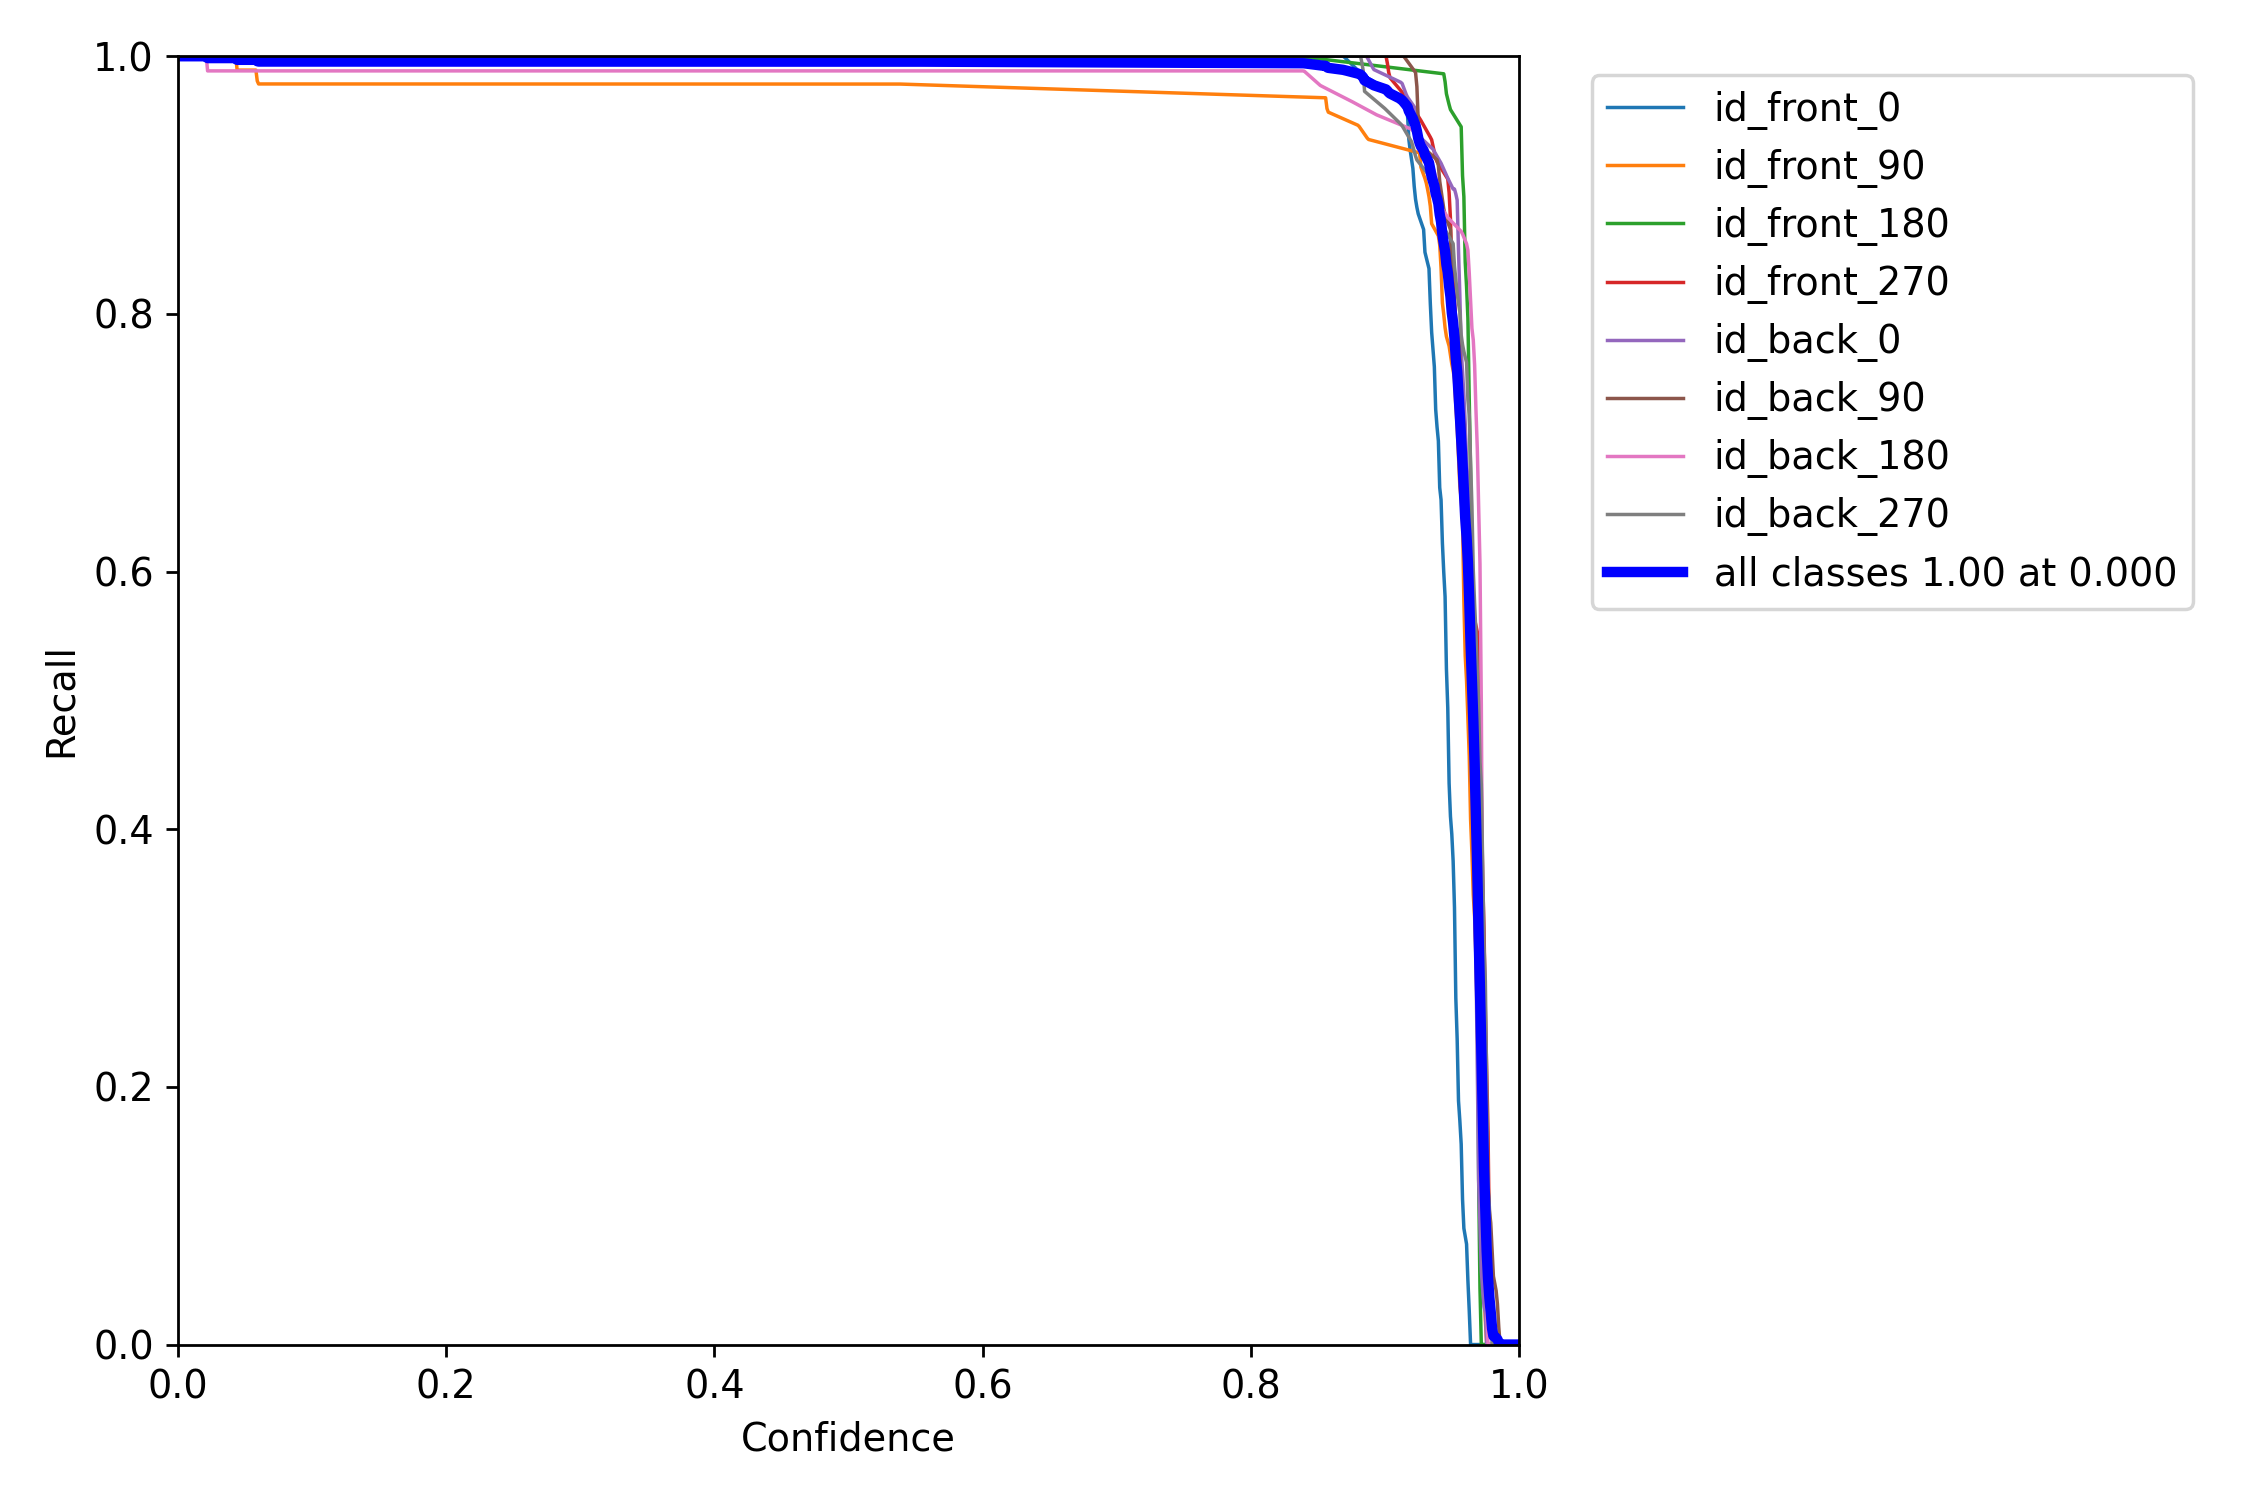 1.0
0.8
0.6
0.4
0.2
0.0
Recall
0.0 0.2 0.4 0.6 0.8 1.0
Confidence
id_front_0
id_front_90
id_front_180
id_front_270
id_back_0
id_back_90
id_back_180
id_back_270
all classes 1.00 at 0.000